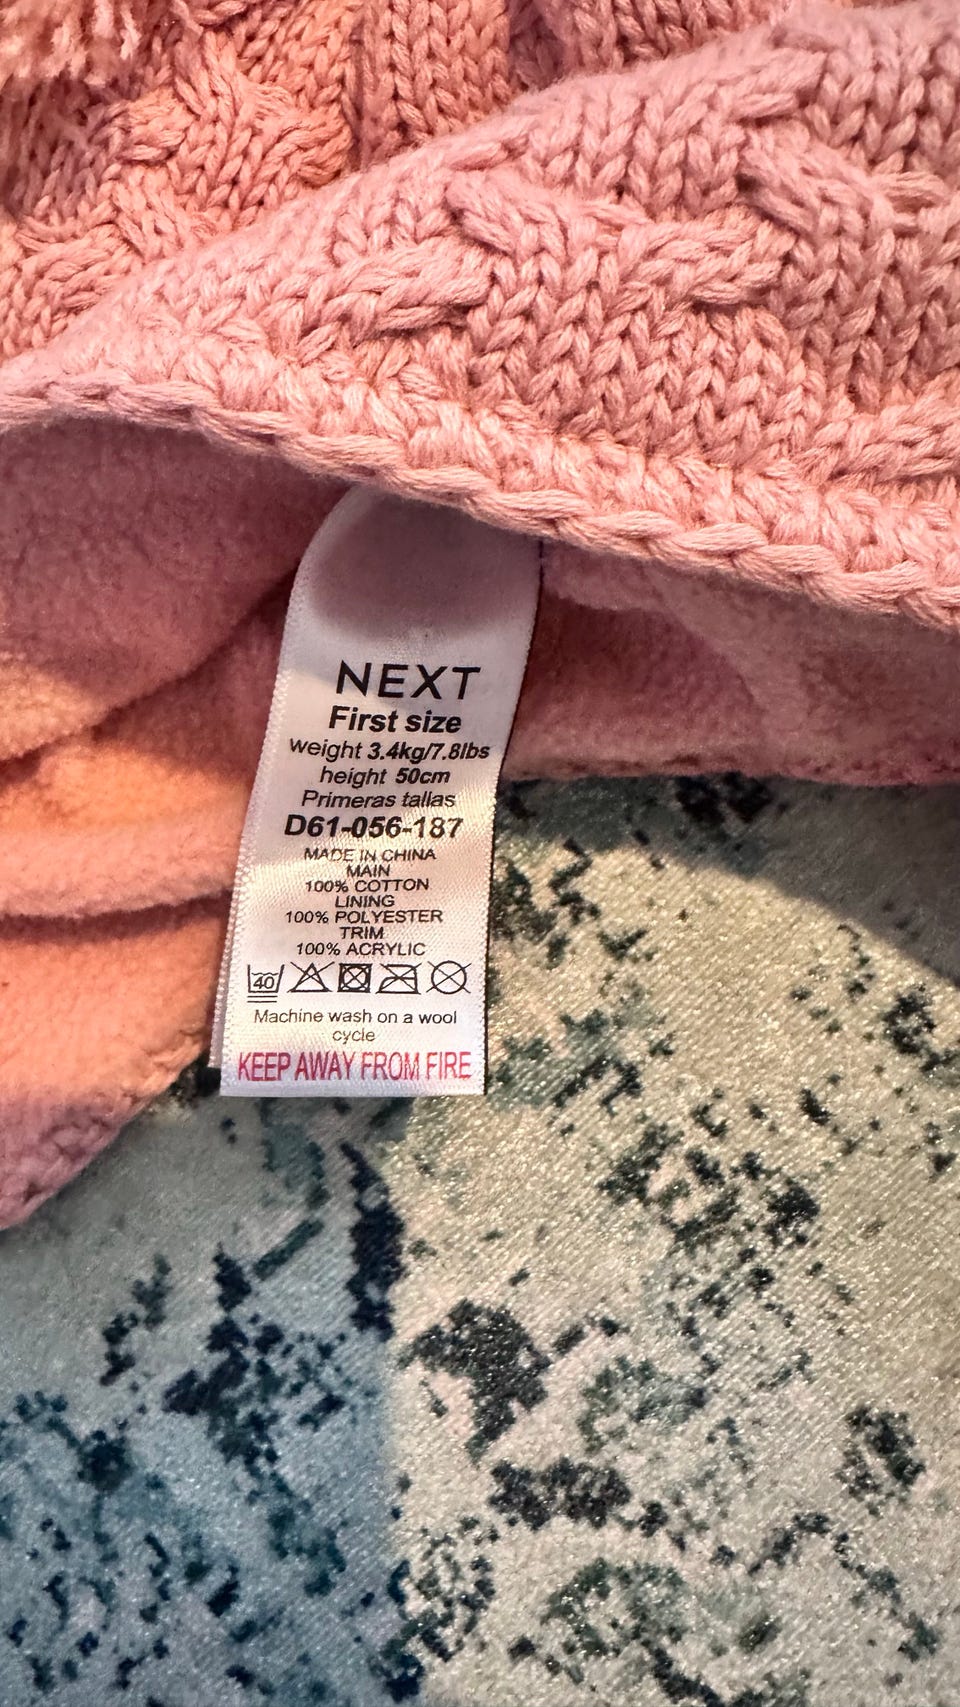 NEXT
First size
weight 3.4kg/7.8lbs
height 50cm
Primeras tallas
D61-056-187
MADE IN CHINA
MAIN
100% COTTON
LINING
100% POLYESTER
TRIM
100% ACRYLIC
40
Machine wash on a wool
cycle
KEEP AWAY FROM FIRE